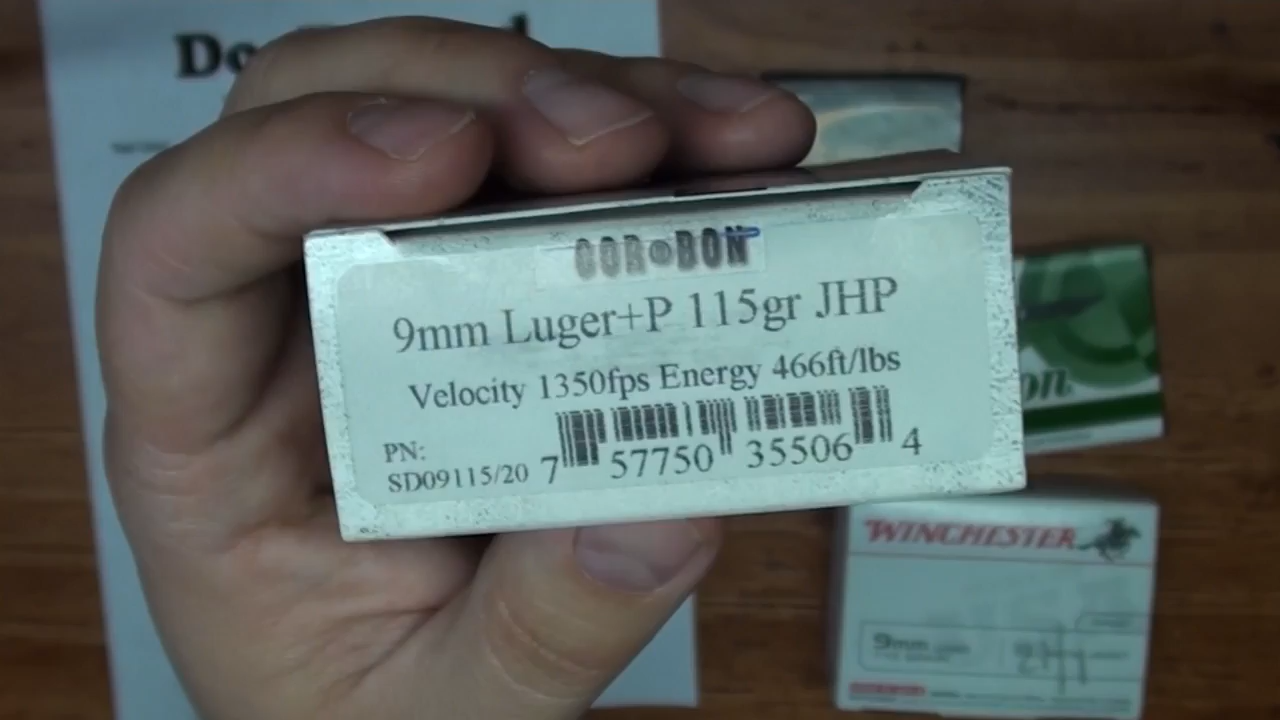 COR®BON
9mm Luger+P 115gr JHP
Velocity 1350fps Energy 466ft/lbs
PN:
SD09115/20
7 57750 35506 4
on
WINCHESTER
9mm